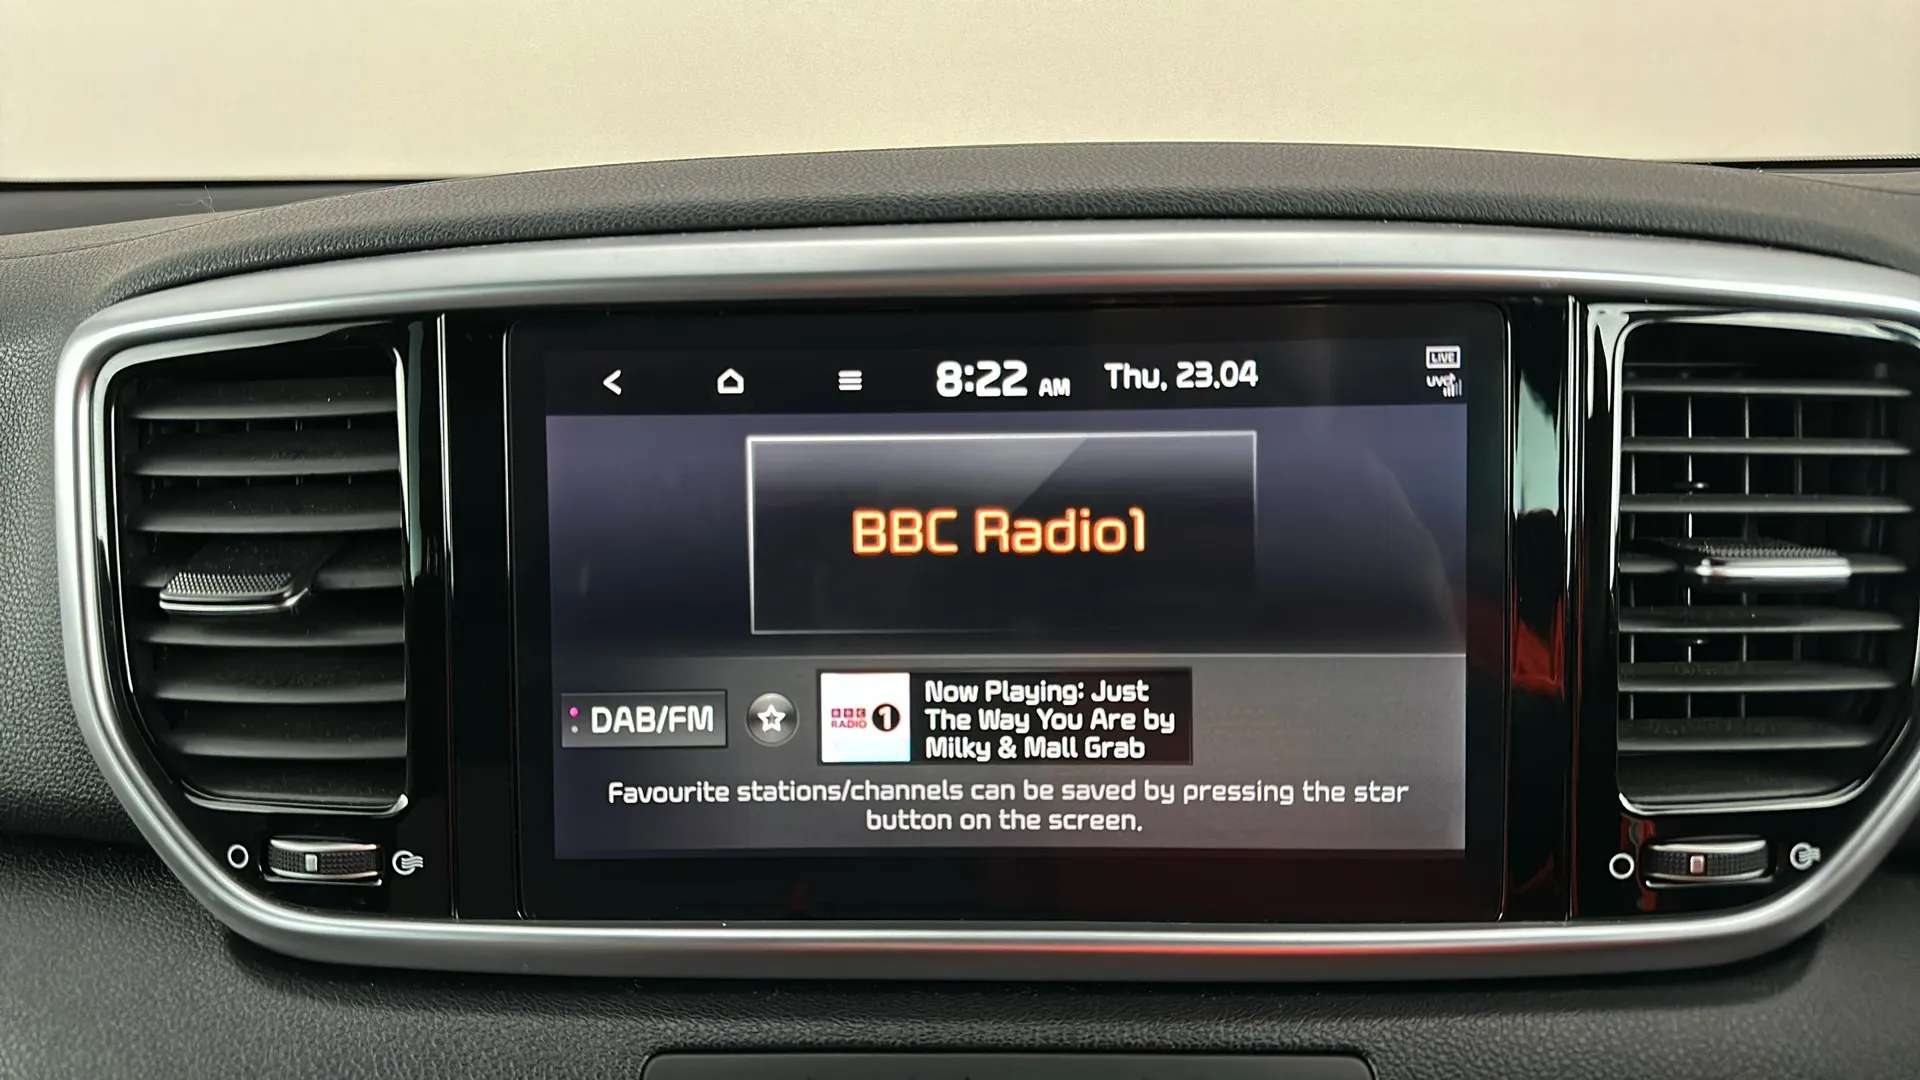 8:22 AM Thu, 23.04
LIVE
UVO
BBC Radio1
DAB/FM
BBC
RADIO 1
Now Playing: Just
The Way You Are by
Milky & Mall Grab
Favourite stations/channels can be saved by pressing the star
button on the screen.